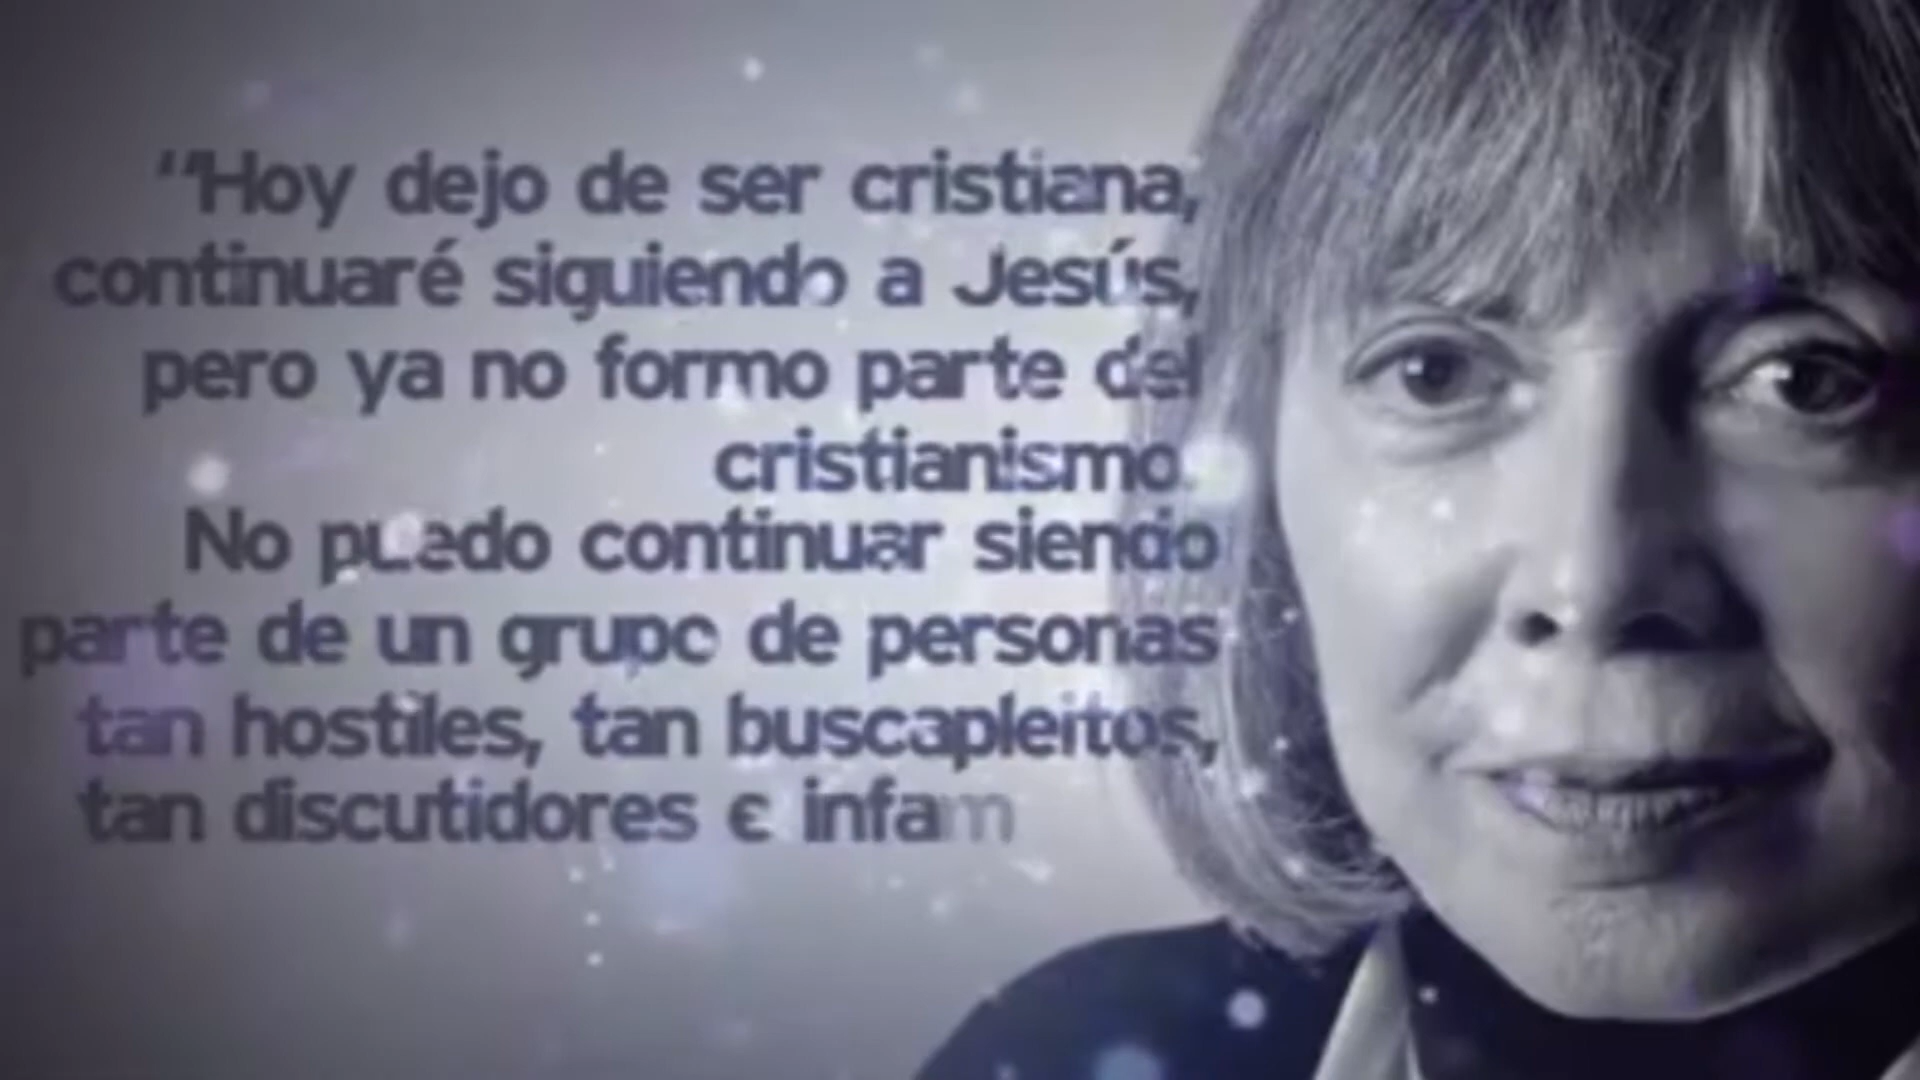 “Hoy dejo de ser cristiana,
continuaré siguiendo a Jesús,
pero ya no formo parte del
cristianismo.
No puedo continuar siendo
parte de un grupo de personas
tan hostiles, tan buscapleitos,
tan discutidores e infam